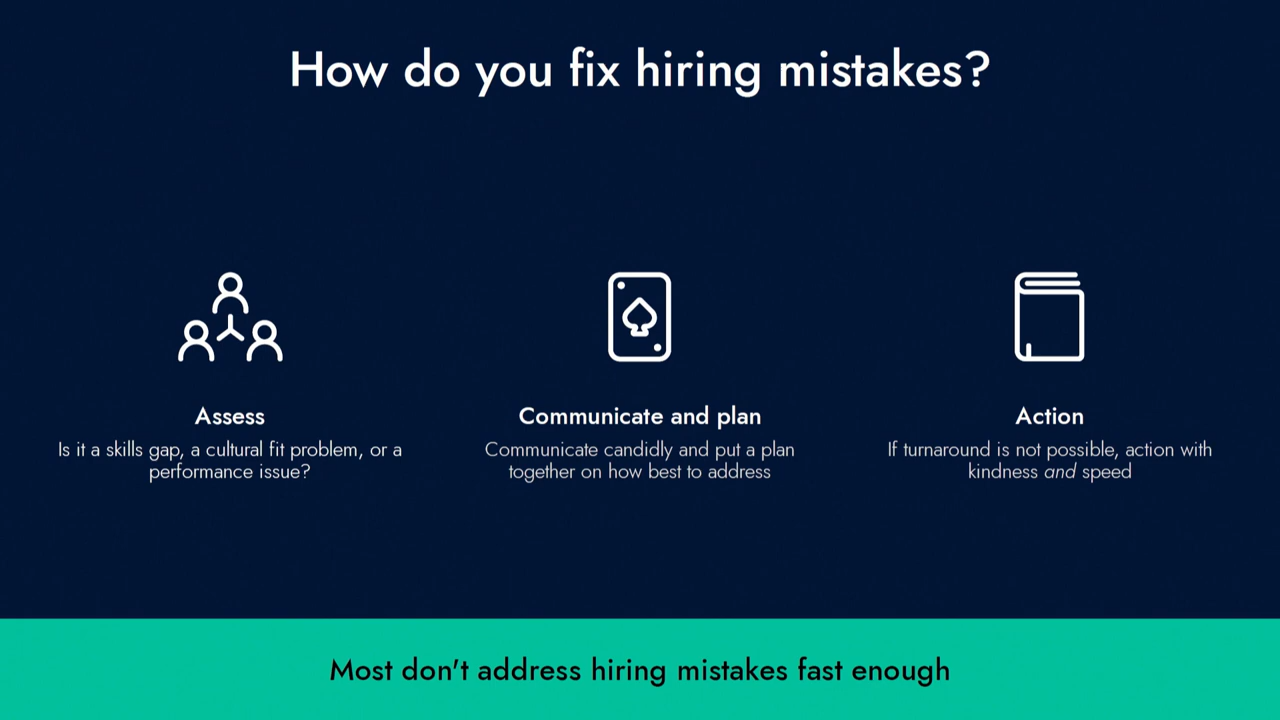 How do you fix hiring mistakes?
Assess
Is it a skills gap, a cultural fit problem, or a
performance issue?
Communicate and plan
Communicate candidly and put a plan
together on how best to address
Action
If turnaround is not possible, action with
kindness and speed
Most don't address hiring mistakes fast enough